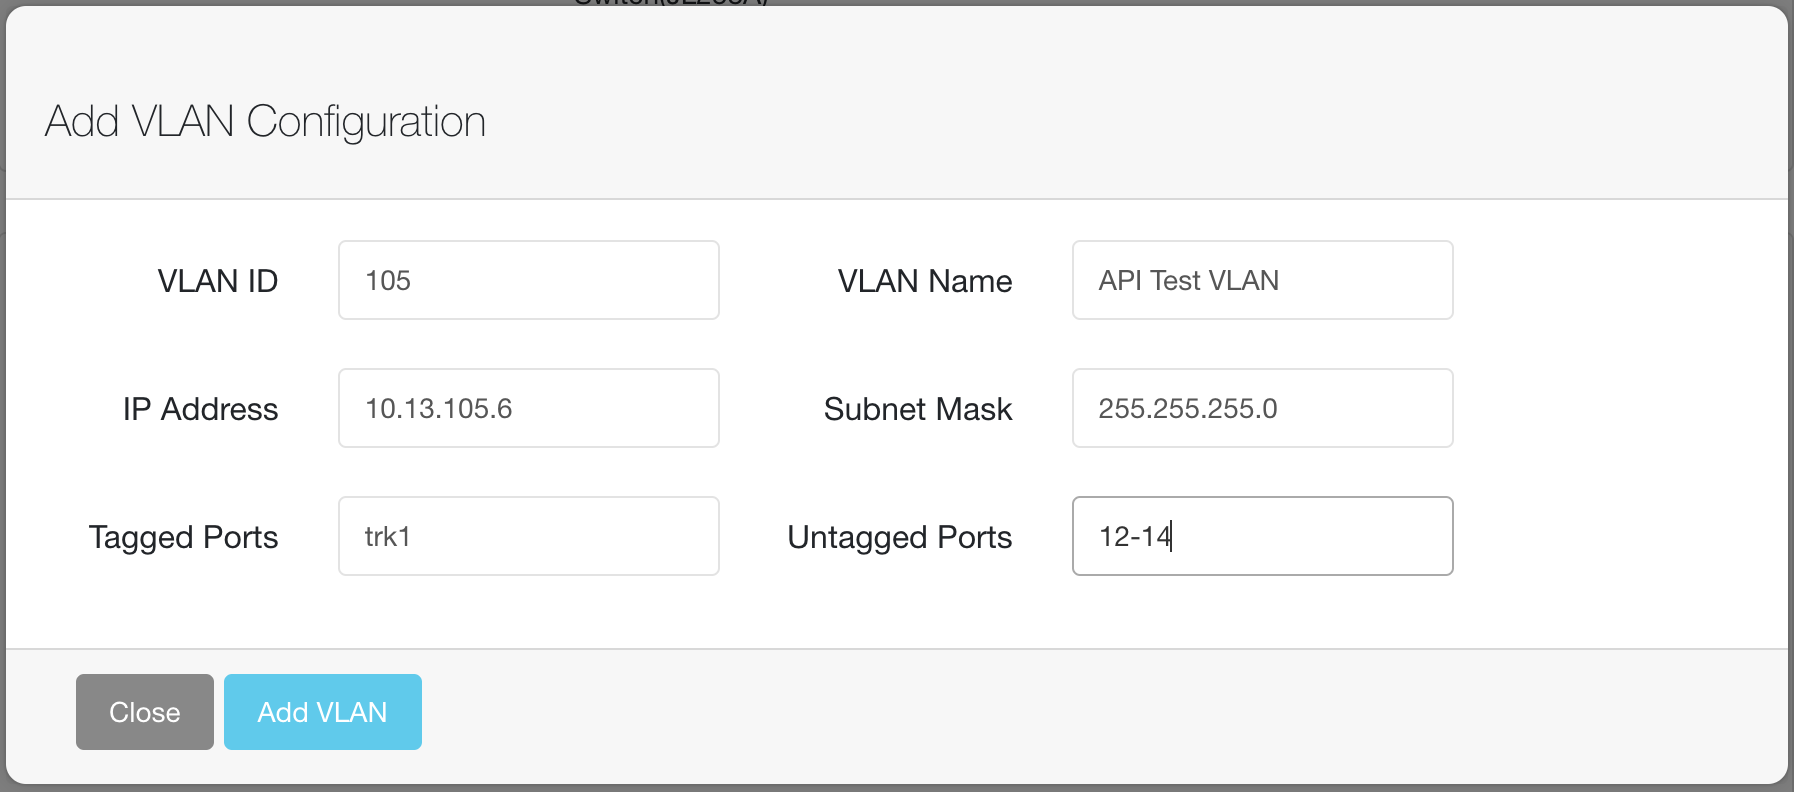 Add VLAN Configuration
VLAN ID 105 VLAN Name API Test VLAN
IP Address 10.13.105.6 Subnet Mask 255.255.255.0
Tagged Ports trk1 Untagged Ports 12-14
Close Add VLAN